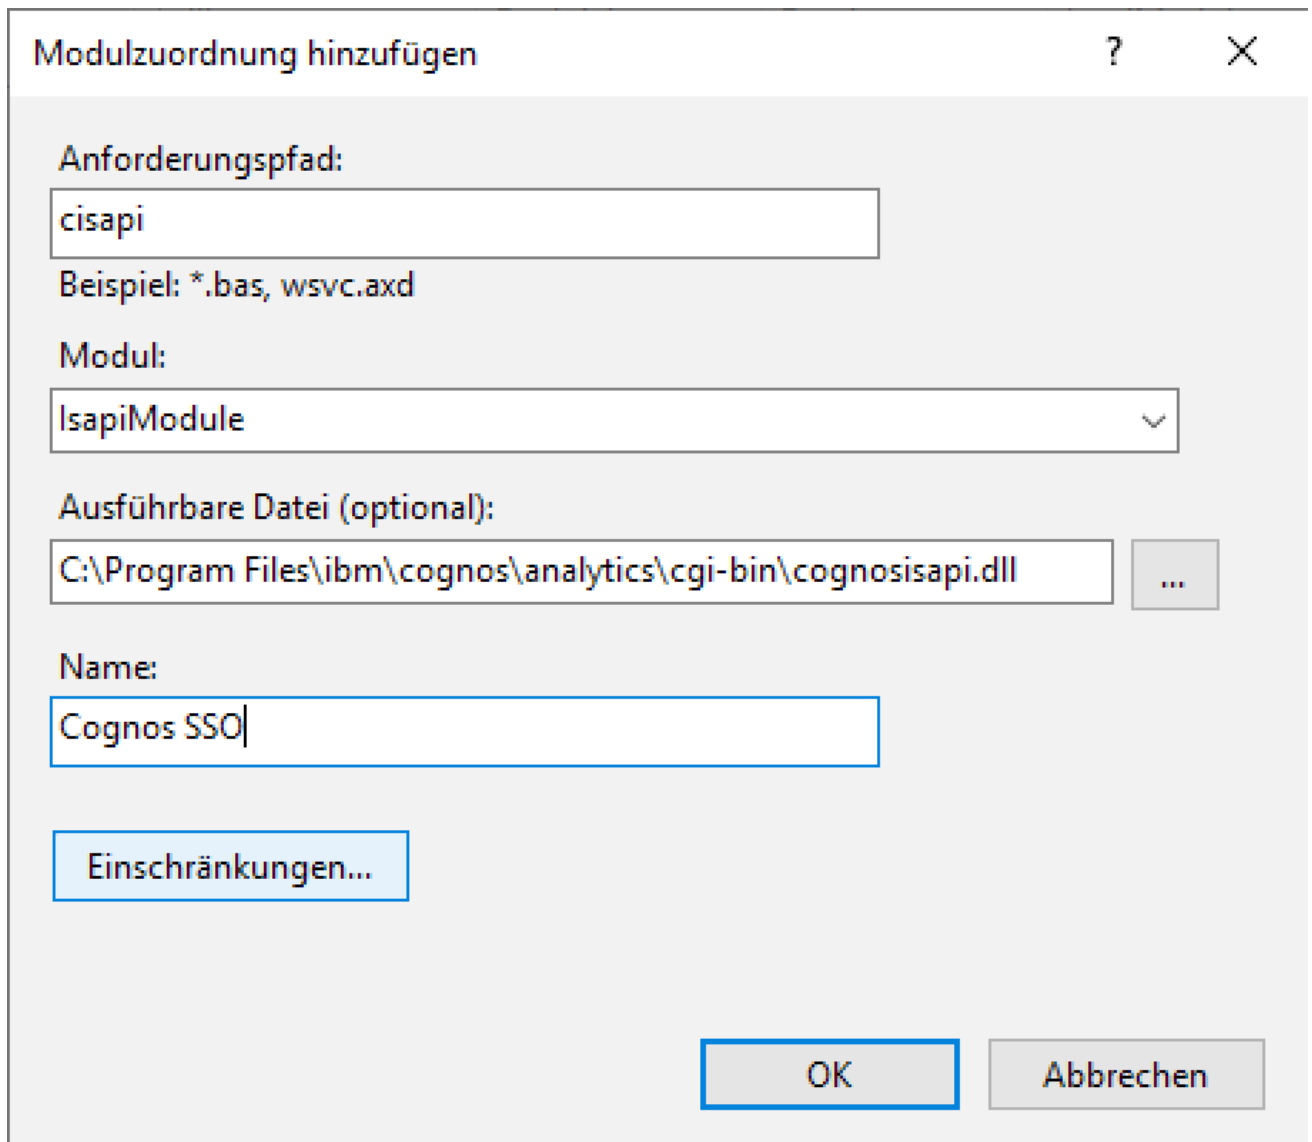 Modulzuordnung hinzufügen ?
Anforderungspfad:
cisapi
Beispiel: *.bas, wsvc.axd
Modul:
IsapiModule
Ausführbare Datei (optional):
C:\Program Files\ibm\cognos\analytics\cgi-bin\cognosisapi.dll ...
Name:
Cognos SSO
Einschränkungen...
OK Abbrechen